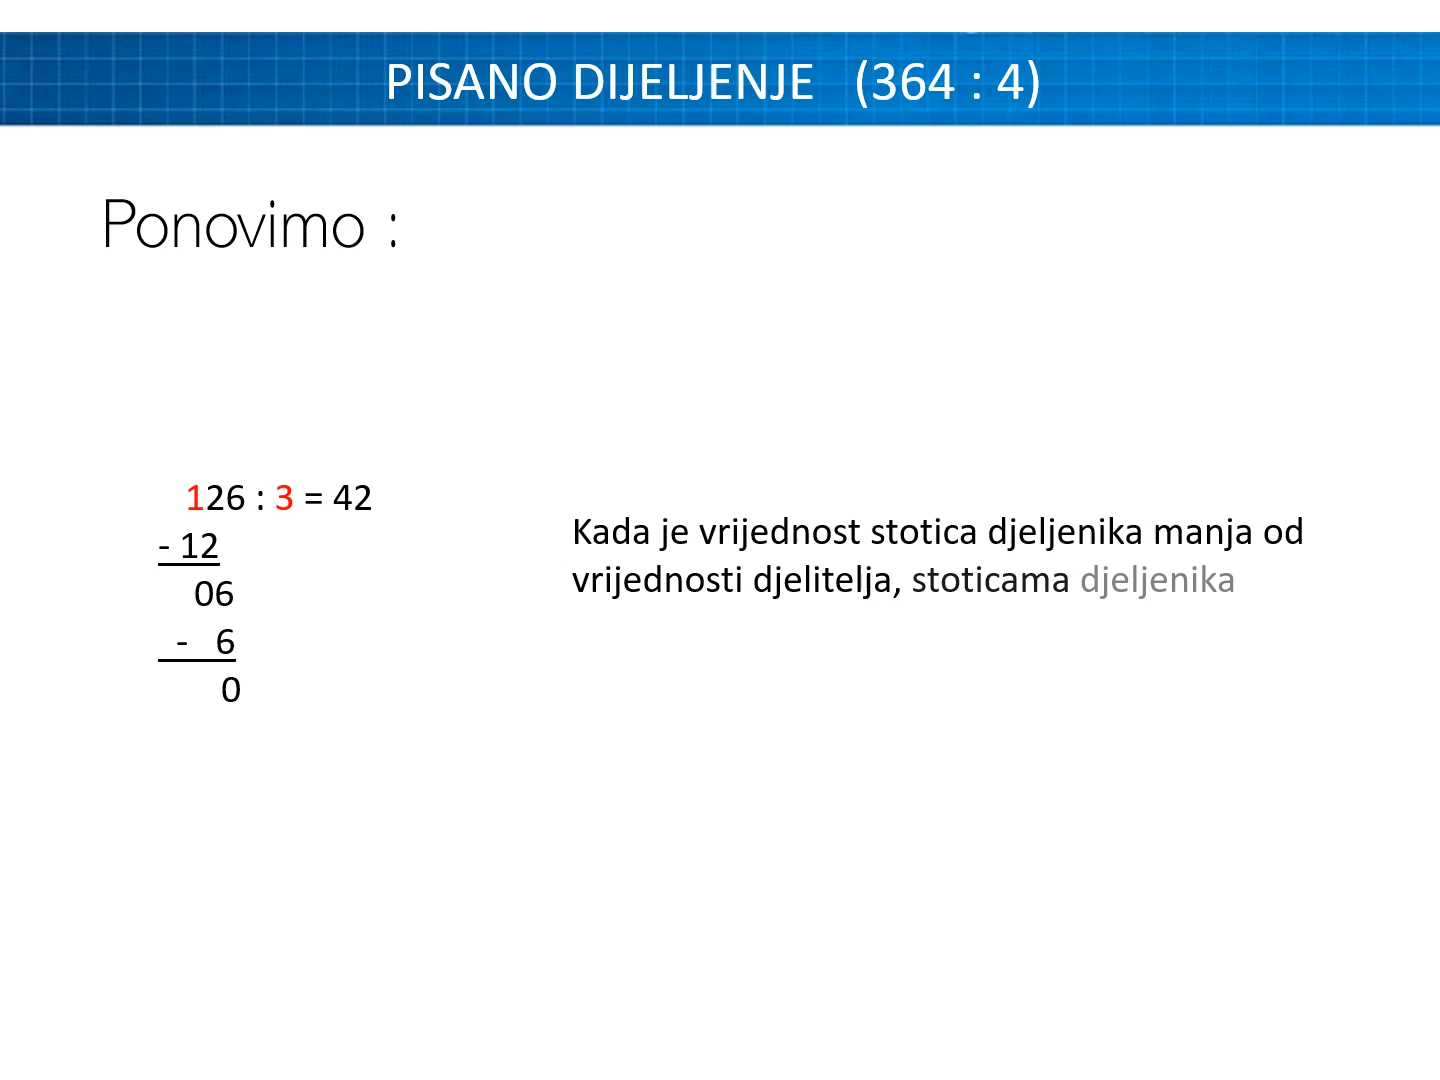 PISANO DIJELJENJE (364 : 4)
Ponovimo :
126 : 3 = 42
- 12
06
- 6
0
Kada je vrijednost stotica djeljenika manja od
vrijednosti djelitelja, stoticama djeljenika